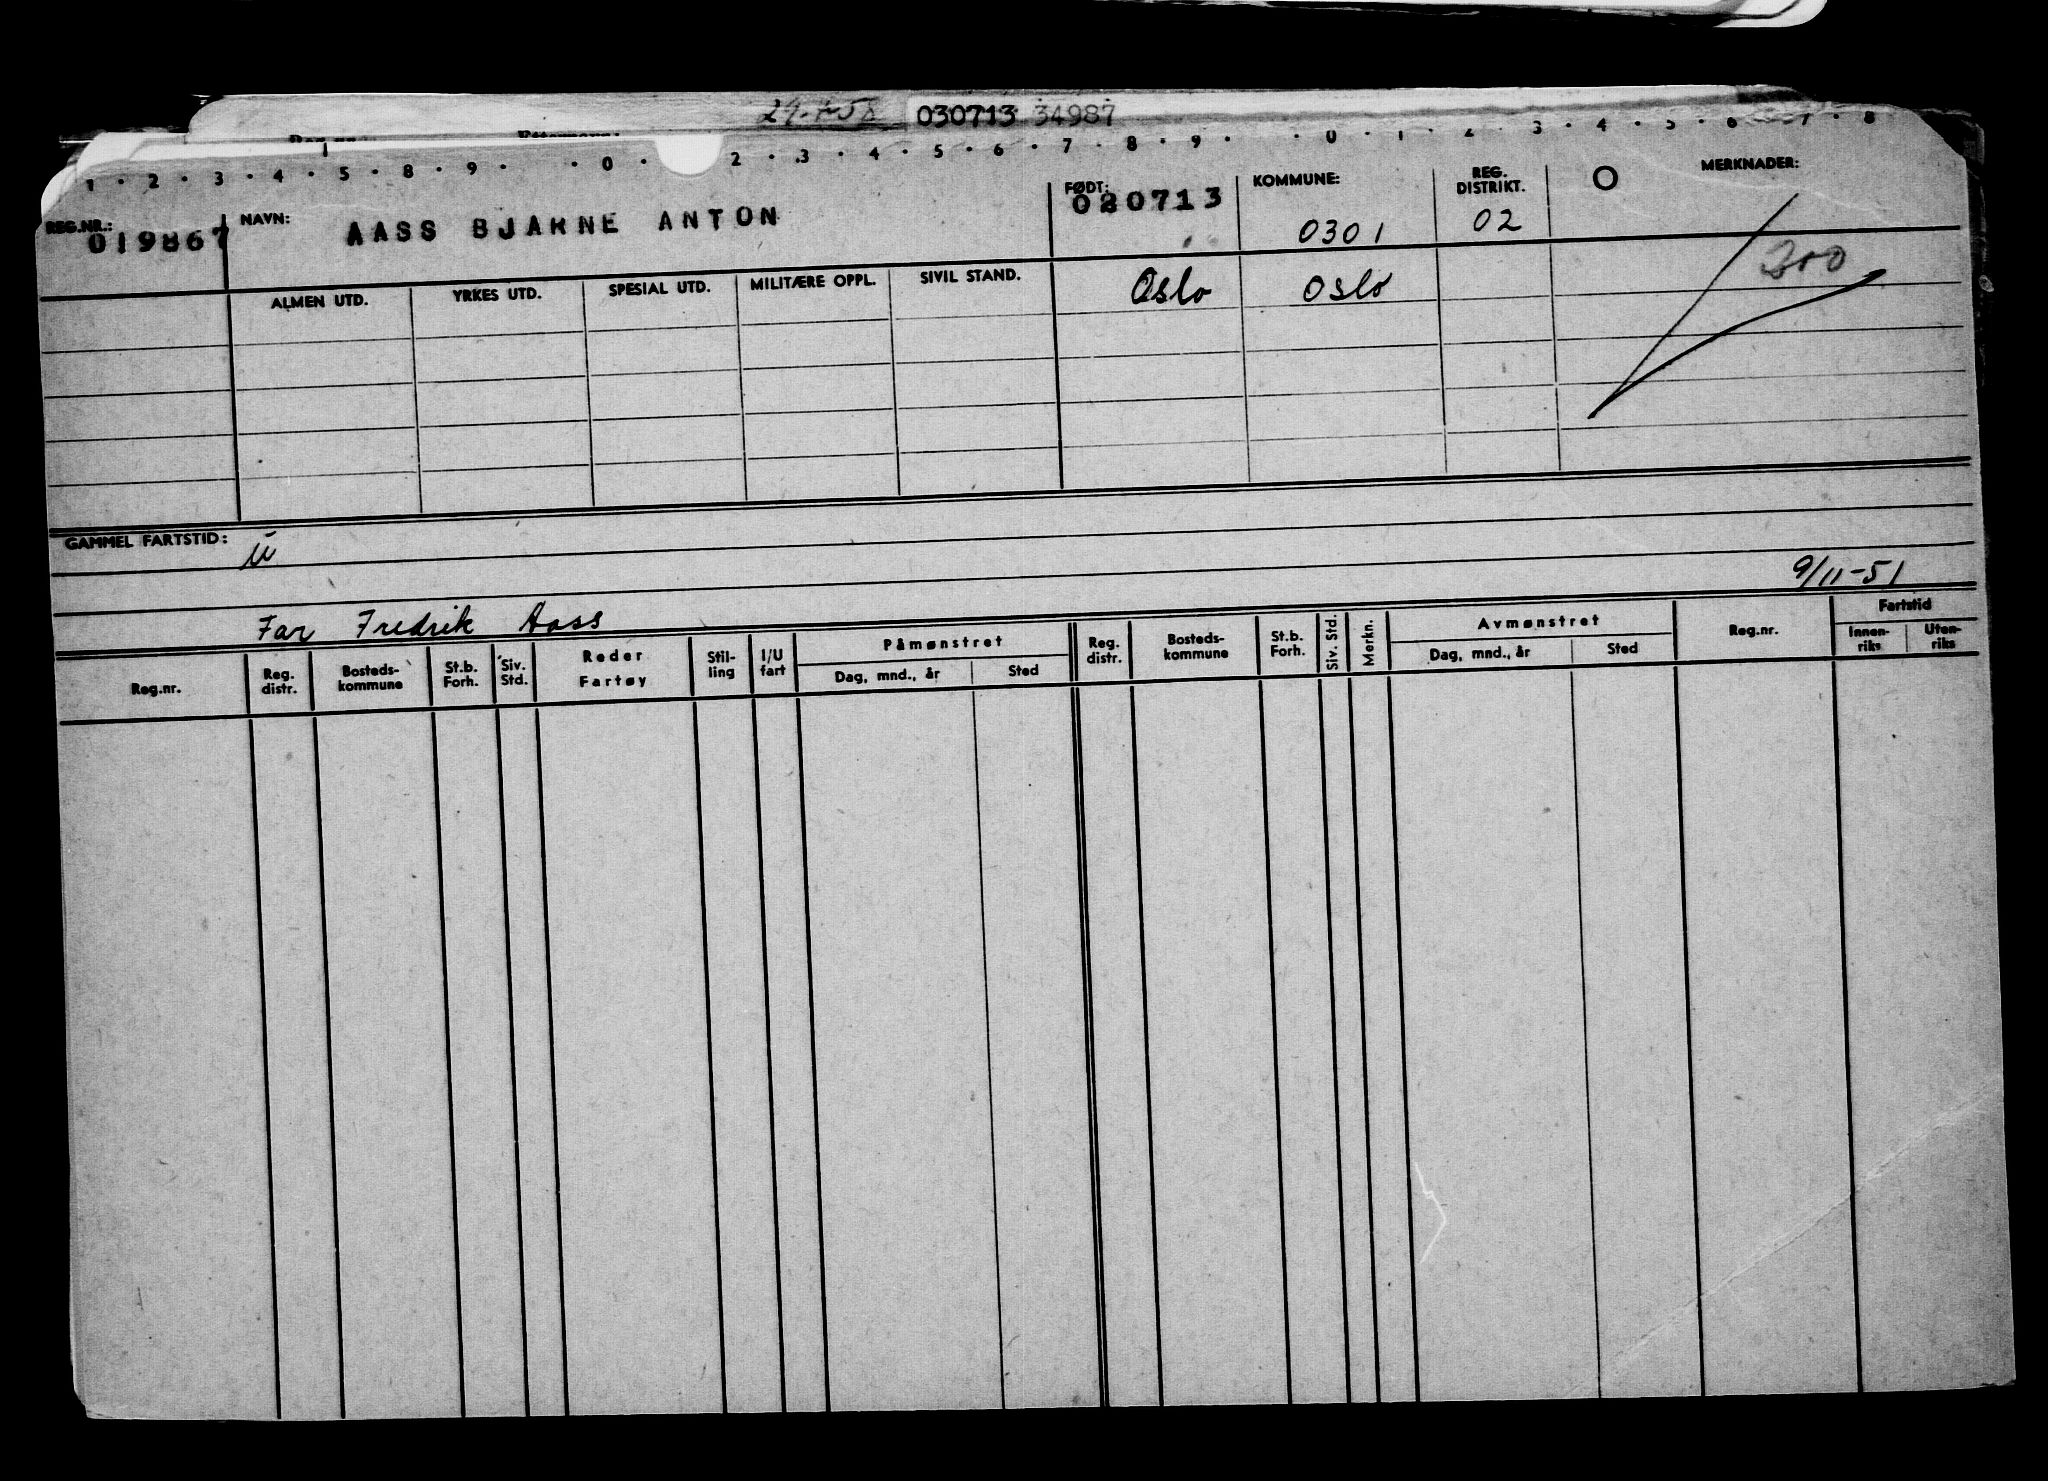 030713 34987
1 · 2 · 3 · 4 · 5 · 8 · 9 · · 0 · 2 · 3 · 4 · 5 · 6 · 7 · 8 · 9 · · 0 · 1 · 2 · 3 · 4 · 5 · 6 · 7 · 8
REG.NR.: 019867 NAVN: AASS BJARNE ANTON FØDT: 020713 KOMMUNE: 0301 REG. DISTRIKT. 02 O MERKNADER:
ALMEN UTD. YRKES UTD. SPESIAL UTD. MILITÆRE OPPL. SIVIL STAND. Oslo Oslo
GAMMEL FARTSTID: U
9/11-51
Far Fredrik Aass
Reg.nr. Reg. distr. Bosteds-kommune St.b. Forh. Siv. Std. Reder Fartøy Stil-ling I/U fart Påmønstret Dag, mnd., år Sted Reg. distr. Bosteds-kommune St.b. Forh. Siv. Std. Merkn. Avmønstret Dag, mnd., år Sted Reg.nr. Fartstid Innen-riks Uten-riks